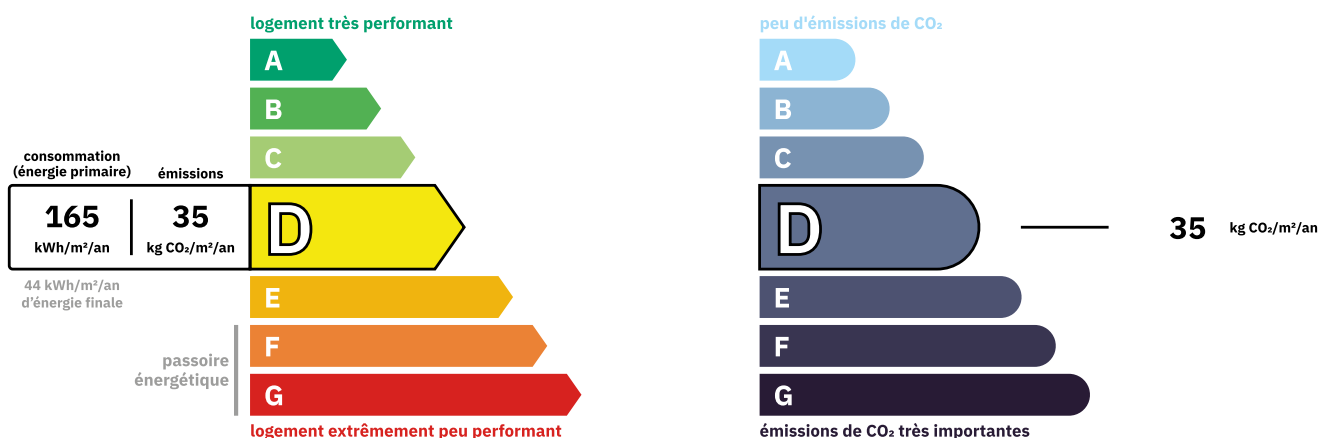 logement très performant
A
B
C
consommation
(énergie primaire)
émissions
165
kWh/m²/an
35
kg CO₂/m²/an
D
44 kWh/m²/an
d'énergie finale
E
passoire
énergétique
F
G
logement extrêmement peu performant
peu d'émissions de CO₂
A
B
C
D
35 kg CO₂/m²/an
E
F
G
émissions de CO₂ très importantes